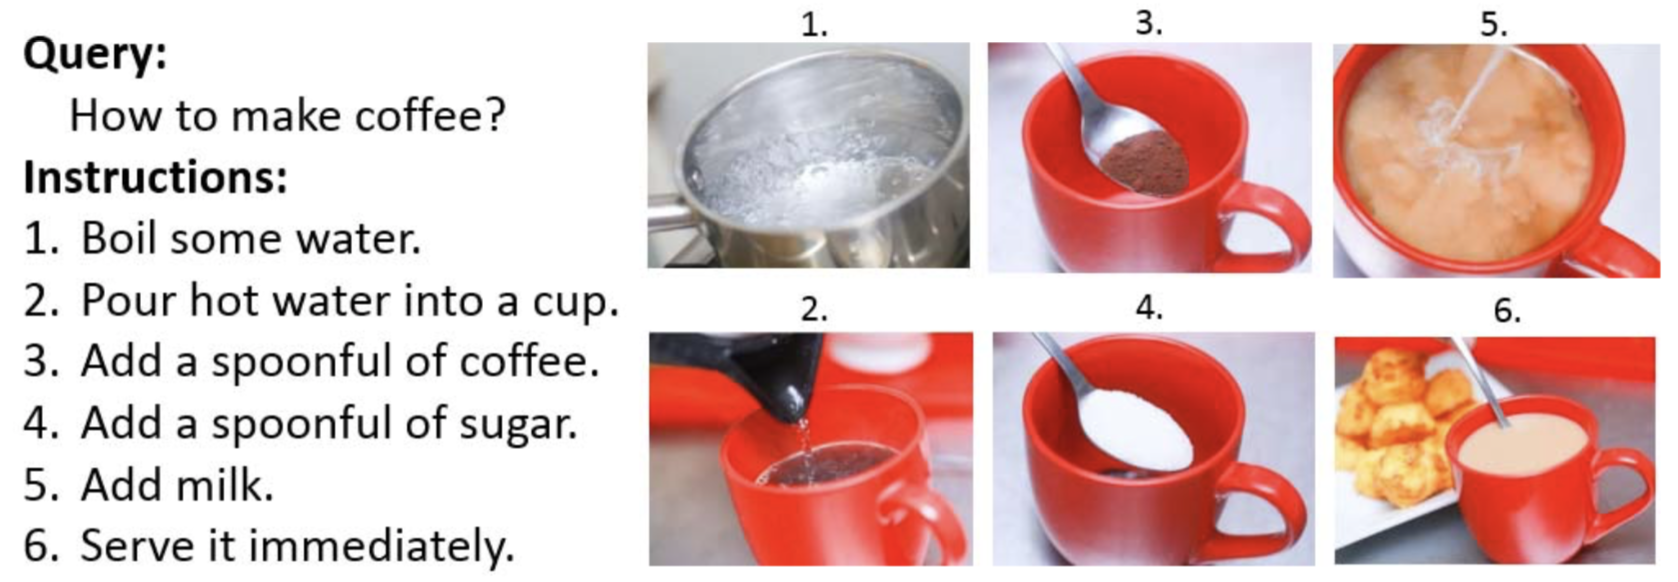 Query:
How to make coffee?
Instructions:
1. Boil some water.
2. Pour hot water into a cup.
3. Add a spoonful of coffee.
4. Add a spoonful of sugar.
5. Add milk.
6. Serve it immediately.
1.
3.
5.
2.
4.
6.